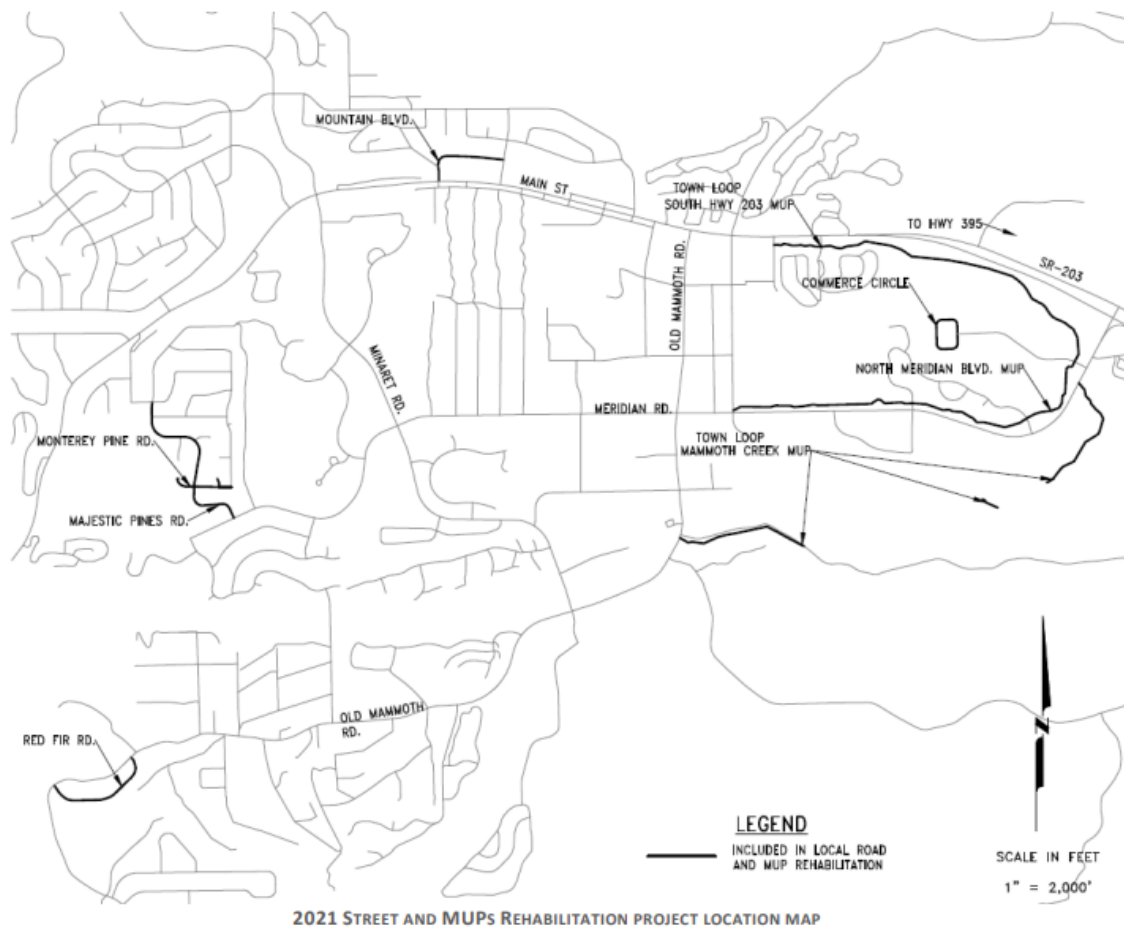 MOUNTAIN BLVD.
MAIN ST
TOWN LOOP
SOUTH HWY 203 MUP
TO HWY 395
SR-203
OLD MAMMOTH RD.
COMMERCE CIRCLE
MINARET RD.
NORTH MERIDIAN BLVD. MUP
MERIDIAN RD.
MONTEREY PINE RD.
TOWN LOOP
MAMMOTH CREEK MUP
MAJESTIC PINES RD.
OLD MAMMOTH
RD.
RED FIR RD.
N
LEGEND
INCLUDED IN LOCAL ROAD
AND MUP REHABILITATION
SCALE IN FEET
1" = 2,000'
2021 STREET AND MUPS REHABILITATION PROJECT LOCATION MAP